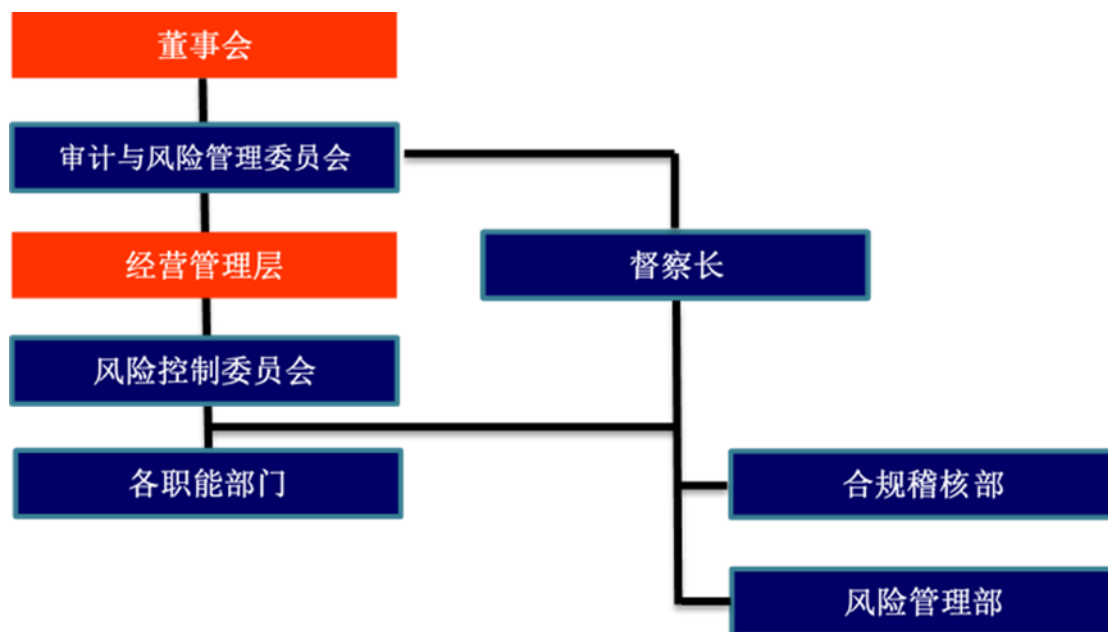 董事会
审计与风险管理委员会
经营管理层
督察长
风险控制委员会
各职能部门
合规稽核部
风险管理部